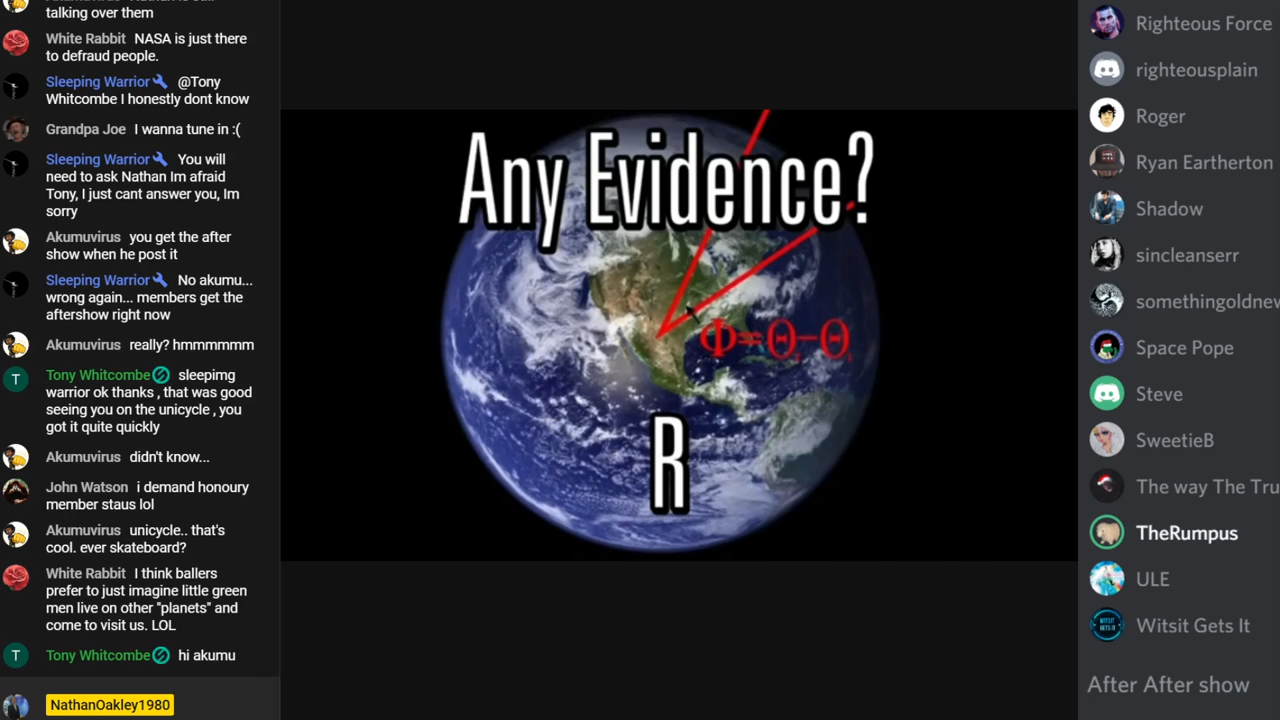 talking over them
White Rabbit NASA is just there
to defraud people.
Sleeping Warrior @Tony
Whitcombe I honestly dont know
Grandpa Joe I wanna tune in :(
Sleeping Warrior You will
need to ask Nathan Im afraid
Tony, I just cant answer you, Im
sorry
Akumuvirus you get the after
show when he post it
Sleeping Warrior No akumu...
wrong again... members get the
aftershow right now
Akumuvirus really? hmmmmmm
T
Tony Whitcombe sleepimg
warrior ok thanks , that was good
seeing you on the unicycle , you
got it quite quickly
Akumuvirus didn't know...
John Watson i demand honoury
member staus lol
Akumuvirus unicycle.. that's
cool. ever skateboard?
White Rabbit I think ballers
prefer to just imagine little green
men live on other "planets" and
come to visit us. LOL
T
Tony Whitcombe hi akumu
NathanOakley1980
Any Evidence?
Φ=Θ-Θ
R
Righteous Force
righteousplain
Roger
Ryan Eartherton
Shadow
sincleanserr
somethingoldnew
Space Pope
Steve
SweetieB
The way The Tru
TheRumpus
ULE
WITSIT
GETS IT
Witsit Gets It
After After show